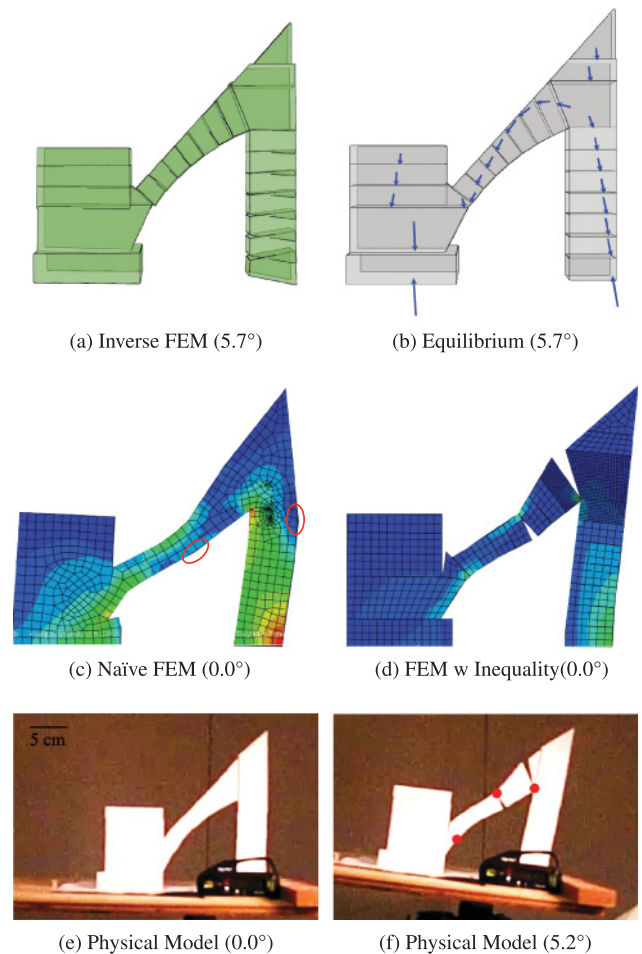 (a) Inverse FEM (5.7°)
(b) Equilibrium (5.7°)
(c) Naïve FEM (0.0°)
(d) FEM w Inequality(0.0°)
5 cm
(e) Physical Model (0.0°)
(f) Physical Model (5.2°)